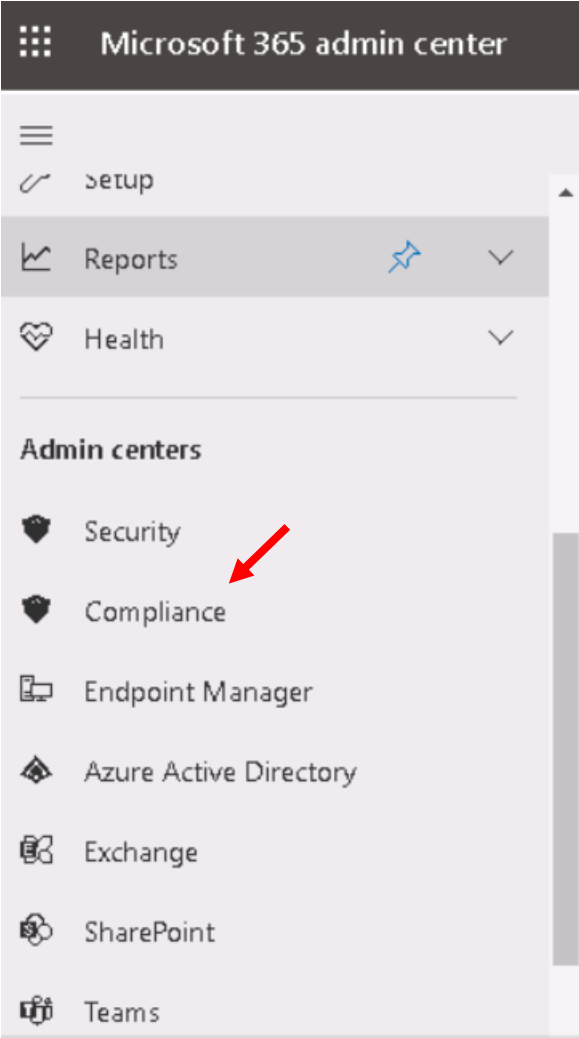 Microsoft 365 admin center
Setup
Reports
Health
Admin centers
Security
Compliance
Endpoint Manager
Azure Active Directory
Exchange
SharePoint
Teams